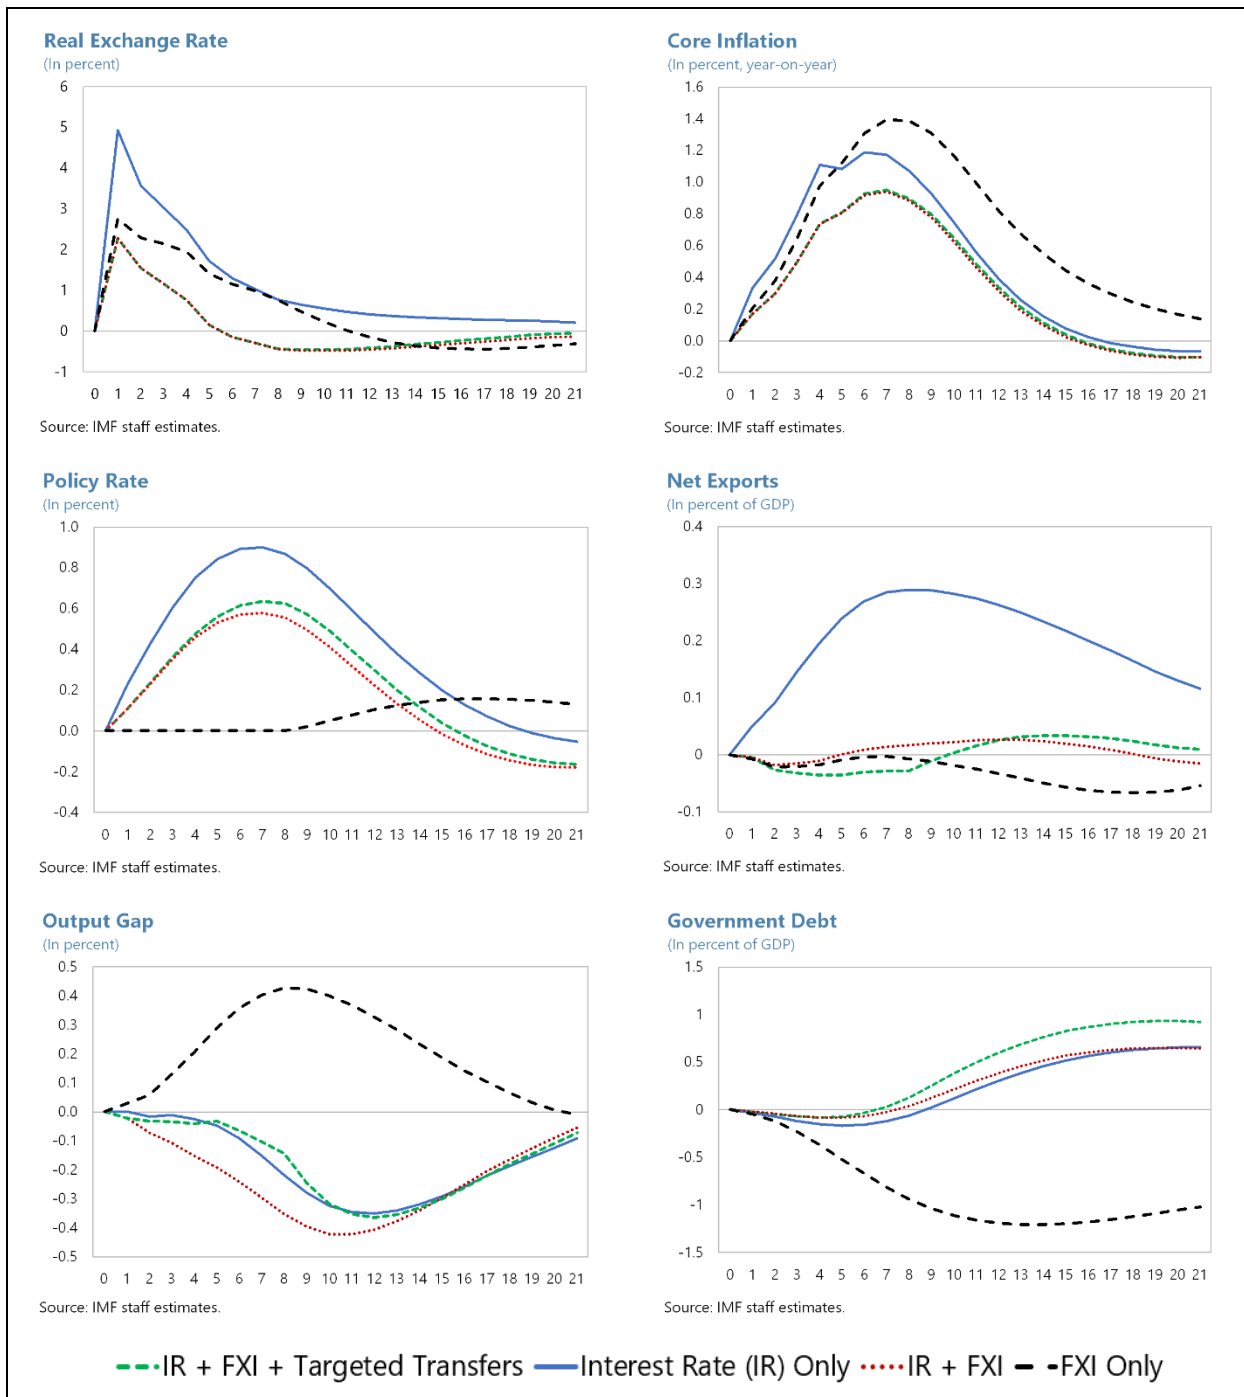 Real Exchange Rate
(In percent)
6
5
4
3
2
1
0
-1
0 1 2 3 4 5 6 7 8 9 10 11 12 13 14 15 16 17 18 19 20 21
Source: IMF staff estimates.
Core Inflation
(In percent, year-on-year)
1.6
1.4
1.2
1.0
0.8
0.6
0.4
0.2
0.0
-0.2
0 1 2 3 4 5 6 7 8 9 10 11 12 13 14 15 16 17 18 19 20 21
Source: IMF staff estimates.
Policy Rate
(In percent)
1.0
0.8
0.6
0.4
0.2
0.0
-0.2
-0.4
0 1 2 3 4 5 6 7 8 9 10 11 12 13 14 15 16 17 18 19 20 21
Source: IMF staff estimates.
Net Exports
(In percent of GDP)
0.4
0.3
0.2
0.1
0
-0.1
0 1 2 3 4 5 6 7 8 9 10 11 12 13 14 15 16 17 18 19 20 21
Source: IMF staff estimates.
Output Gap
(In percent)
0.5
0.4
0.3
0.2
0.1
0.0
-0.1
-0.2
-0.3
-0.4
-0.5
0 1 2 3 4 5 6 7 8 9 10 11 12 13 14 15 16 17 18 19 20 21
Source: IMF staff estimates.
Government Debt
(In percent of GDP)
1.5
1
0.5
0
-0.5
-1
-1.5
0 1 2 3 4 5 6 7 8 9 10 11 12 13 14 15 16 17 18 19 20 21
Source: IMF staff estimates.
IR + FXI + Targeted Transfers Interest Rate (IR) Only IR + FXI FXI Only